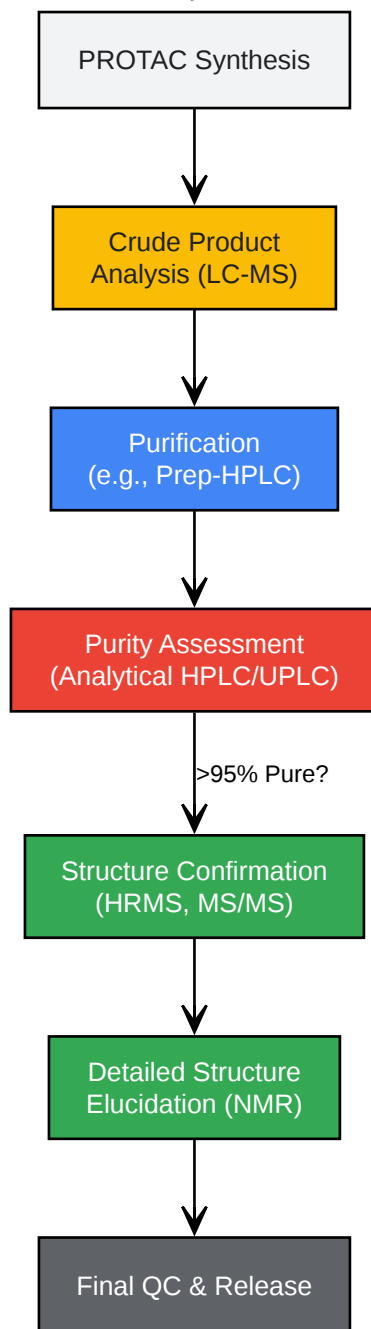 PROTAC Synthesis
Crude Product
Analysis (LC-MS)
Purification
(e.g., Prep-HPLC)
Purity Assessment
(Analytical HPLC/UPLC)
>95% Pure?
Structure Confirmation
(HRMS, MS/MS)
Detailed Structure
Elucidation (NMR)
Final QC & Release